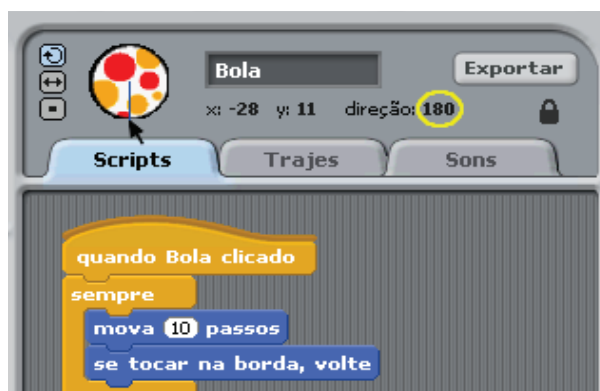 Bola
Exportar
x: -28 y: 11 direção: 180
Scripts
Trajes
Sons
quando Bola clicado
sempre
mova 10 passos
se tocar na borda, volte